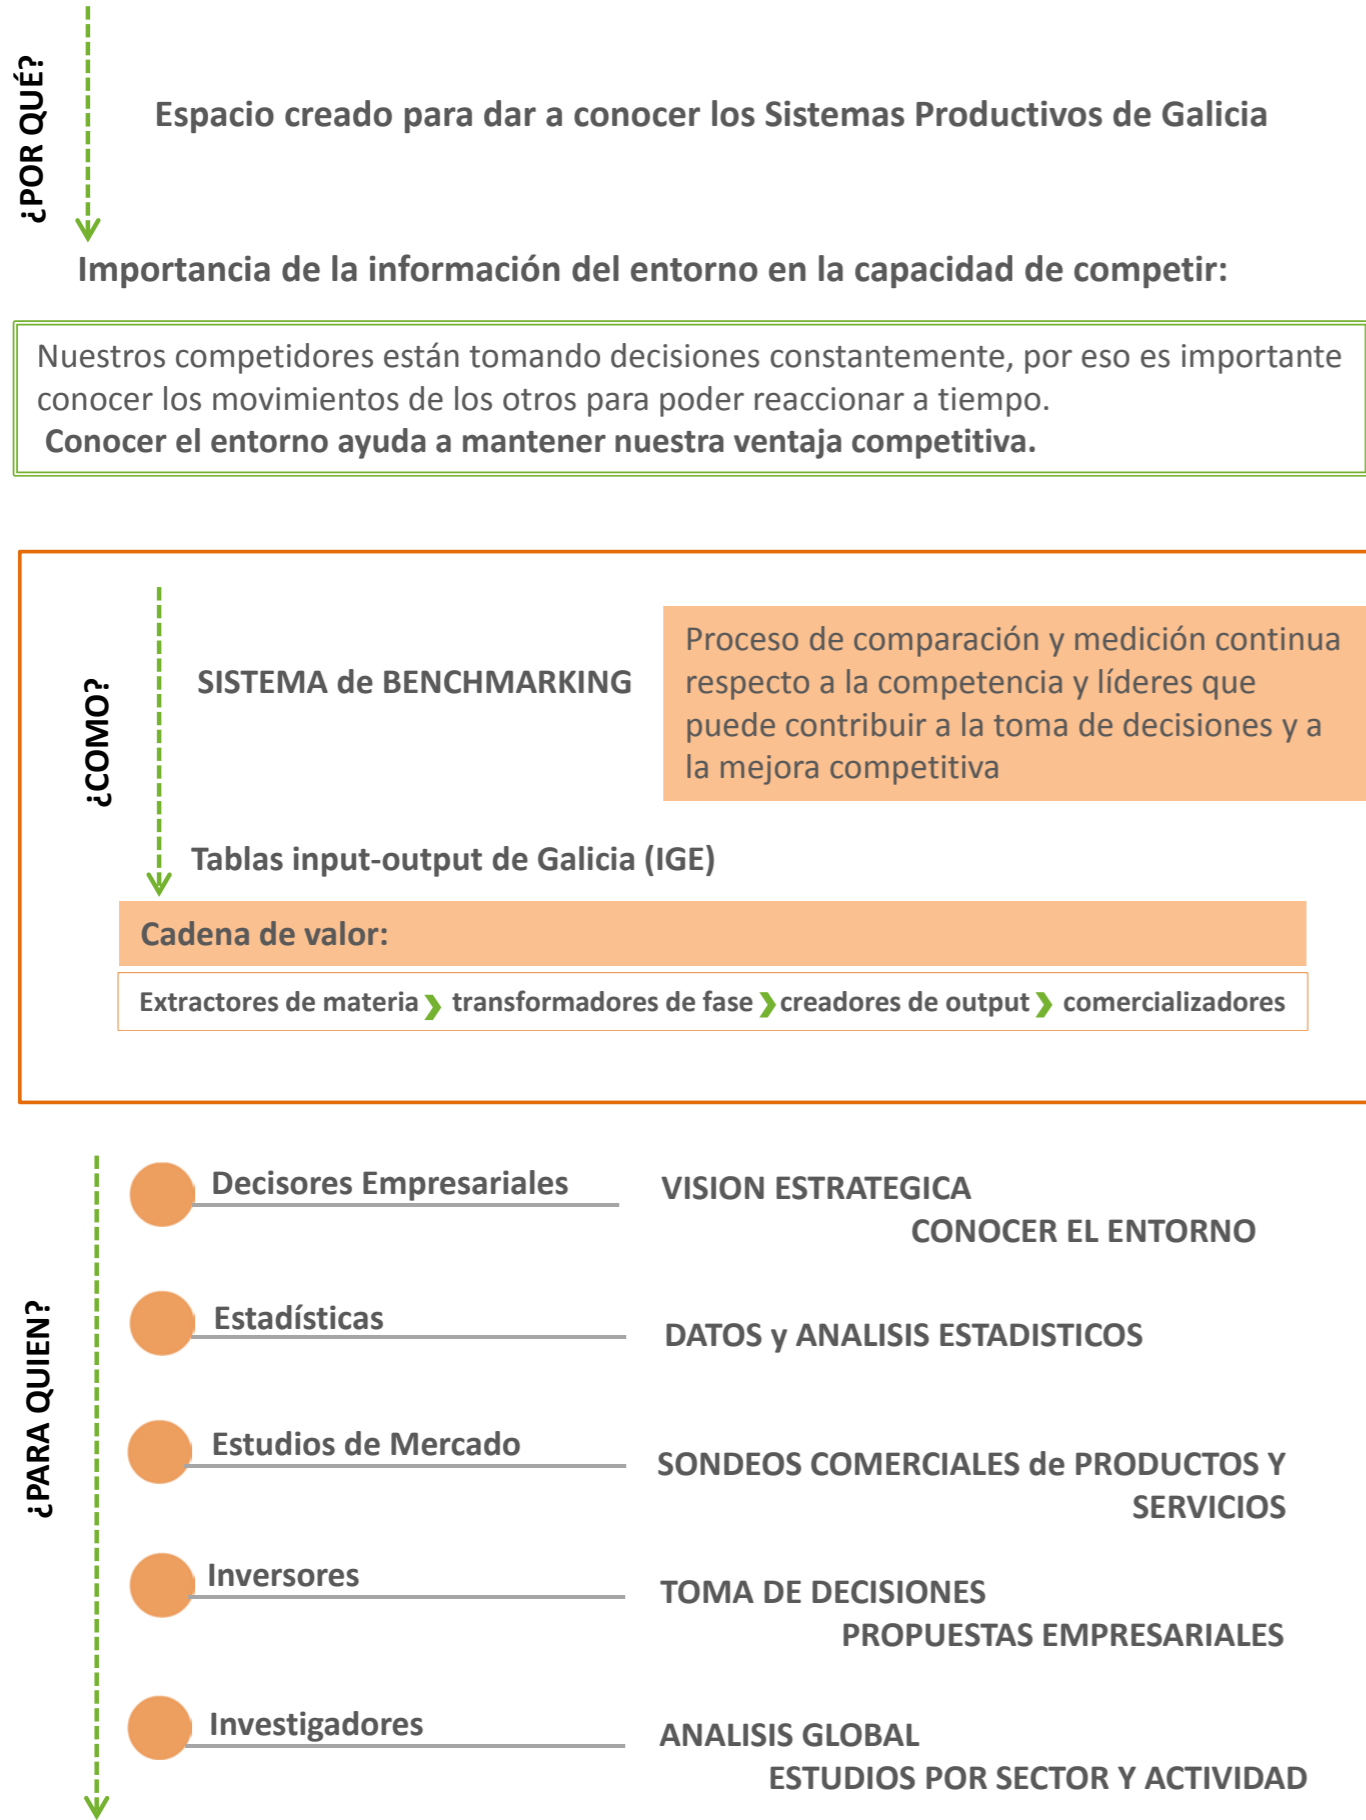 ¿POR QUÉ?
Espacio creado para dar a conocer los Sistemas Productivos de Galicia
Importancia de la información del entorno en la capacidad de competir:
Nuestros competidores están tomando decisiones constantemente, por eso es importante
conocer los movimientos de los otros para poder reaccionar a tiempo.
Conocer el entorno ayuda a mantener nuestra ventaja competitiva.
¿COMO?
SISTEMA de BENCHMARKING
Proceso de comparación y medición continua
respecto a la competencia y líderes que
puede contribuir a la toma de decisiones y a
la mejora competitiva
Tablas input-output de Galicia (IGE)
Cadena de valor:
Extractores de materia transformadores de fase creadores de output comercializadores
¿PARA QUIEN?
Decisores Empresariales
VISION ESTRATEGICA
CONOCER EL ENTORNO
Estadísticas
DATOS y ANALISIS ESTADISTICOS
Estudios de Mercado
SONDEOS COMERCIALES de PRODUCTOS Y
SERVICIOS
Inversores
TOMA DE DECISIONES
PROPUESTAS EMPRESARIALES
Investigadores
ANALISIS GLOBAL
ESTUDIOS POR SECTOR Y ACTIVIDAD